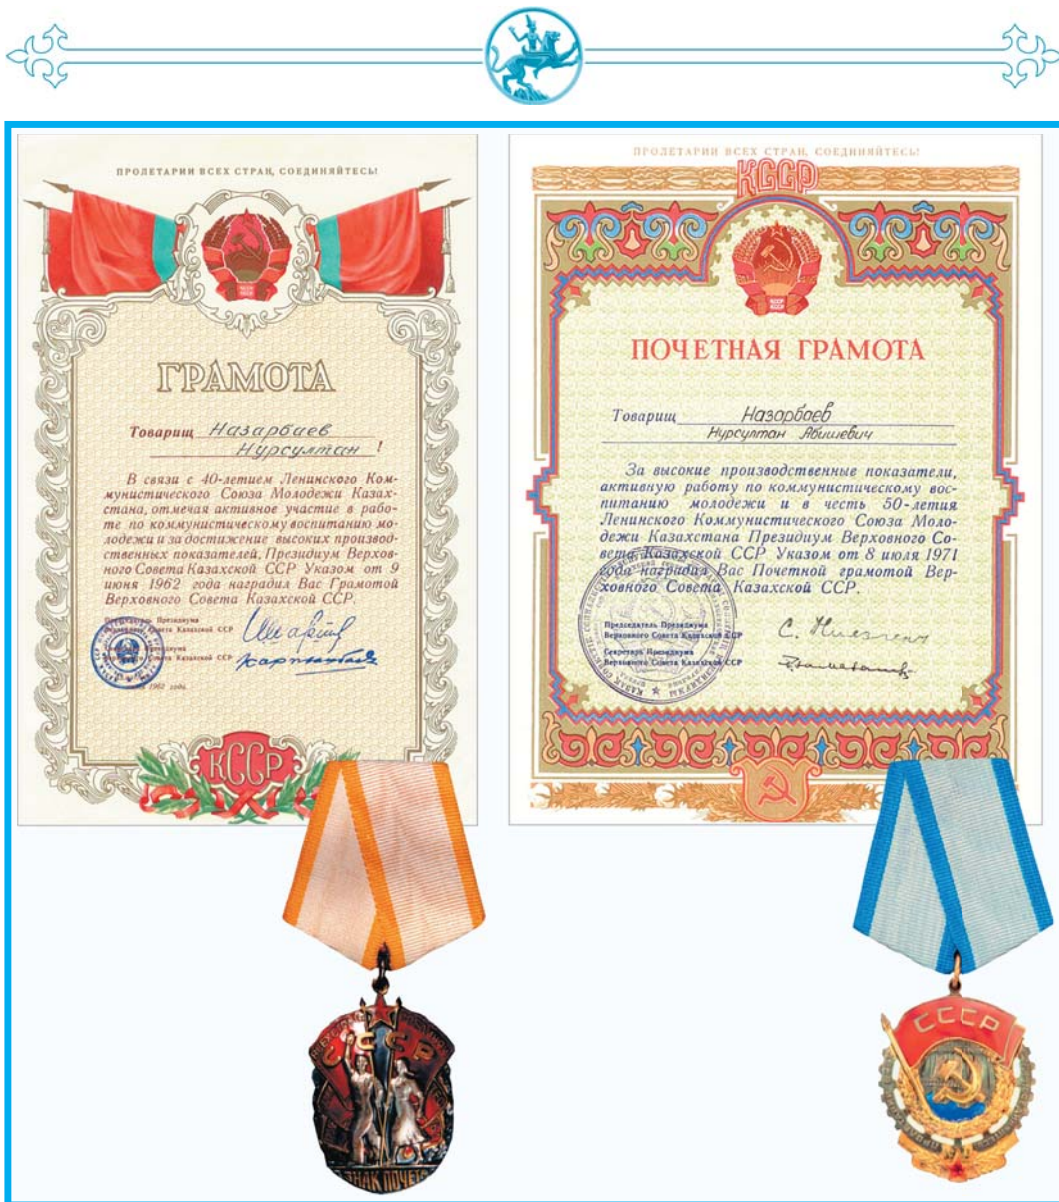 ПРОЛЕТАРИИ ВСЕХ СТРАН, СОЕДИНЯЙТЕСЬ!
ГРАМОТА
Товарищ Назарбаев
Нурсултан !
В связи с 40-летием Ленинского Ком-
мунистического Союза Молодежи Казах-
стана, отмечая активное участие в рабо-
те по коммунистическому воспитанию мо-
лодежи и за достижение высоких производ-
ственных показателей, Президиум Верхов-
ного Совета Казахской ССР Указом от 9
июня 1962 года наградил Вас Грамотой
Верховного Совета Казахской ССР.
Председатель Президиума
Верховного Совета Казахской ССР
Секретарь Президиума
Верховного Совета Казахской ССР
1962 года
КССР
ПРОЛЕТАРИИ ВСЕХ СТРАН, СОЕДИНЯЙТЕСЬ!
КССР
ПОЧЕТНАЯ ГРАМОТА
Товарищ Назарбаев
Нурсултан Абишевич
За высокие производственные показатели,
активную работу по коммунистическому вос-
питанию молодежи и в честь 50-летия
Ленинского Коммунистического Союза Моло-
дежи Казахстана Президиум Верховного Со-
вета Казахской ССР Указом от 8 июля 1971
года наградил Вас Почетной грамотой Вер-
ховного Совета Казахской ССР.
Председатель Президиума
Верховного Совета Казахской ССР
Секретарь Президиума
Верховного Совета Казахской ССР
СССР
ЗНАК ПОЧЕТА
СССР